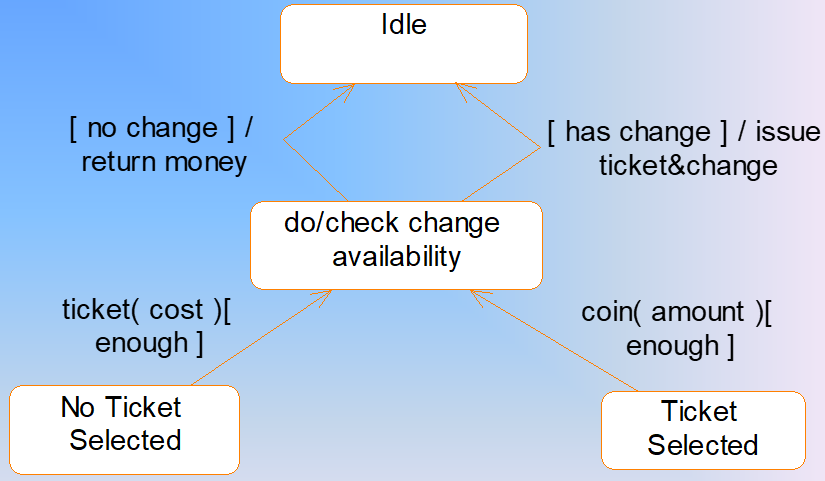 Idle
[ no change ] /
return money
[ has change ] / issue
ticket&change
do/check change
availability
ticket( cost )[
enough ]
coin( amount )[
enough ]
No Ticket
Selected
Ticket
Selected